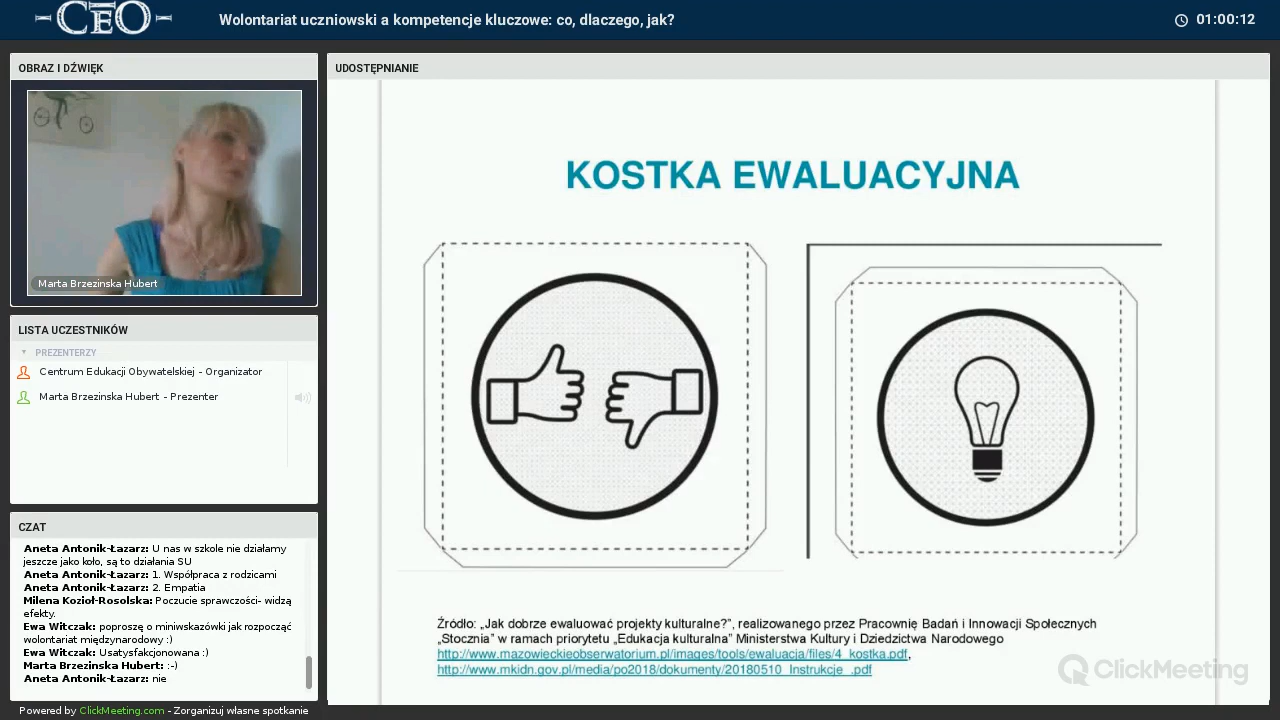 CEO
Wolontariat uczniowski a kompetencje kluczowe: co, dlaczego, jak?
01:00:12
OBRAZ I DŹWIĘK
Marta Brzezinska Hubert
LISTA UCZESTNIKÓW
PREZENTERZY
Centrum Edukacji Obywatelskiej - Organizator
Marta Brzezinska Hubert - Prezenter
CZAT
Aneta Antonik-Łazarz: U nas w szkole nie działamy
jeszcze jako koło, są to działania SU
Aneta Antonik-Łazarz: 1. Współpraca z rodzicami
Aneta Antonik-Łazarz: 2. Empatia
Milena Kozioł-Rosolska: Poczucie sprawczości- widzą
efekty.
Ewa Witczak: poproszę o miniwskazówki jak rozpocząć
wolontariat międzynarodowy :)
Ewa Witczak: Usatysfakcjonowana :)
Marta Brzezinska Hubert: :-)
Aneta Antonik-Łazarz: nie
Powered by ClickMeeting.com - Zorganizuj własne spotkanie
UDOSTĘPNIANIE
KOSTKA EWALUACYJNA
Źródło: „Jak dobrze ewaluować projekty kulturalne?”, realizowanego przez Pracownię Badań i Innowacji Społecznych
„Stocznia” w ramach priorytetu „Edukacja kulturalna” Ministerstwa Kultury i Dziedzictwa Narodowego
http://www.mazowieckieobserwatorium.pl/images/tools/ewaluacja/files/4_kostka.pdf,
http://www.mkidn.gov.pl/media/po2018/dokumenty/20180510_Instrukcje_.pdf
ClickMeeting